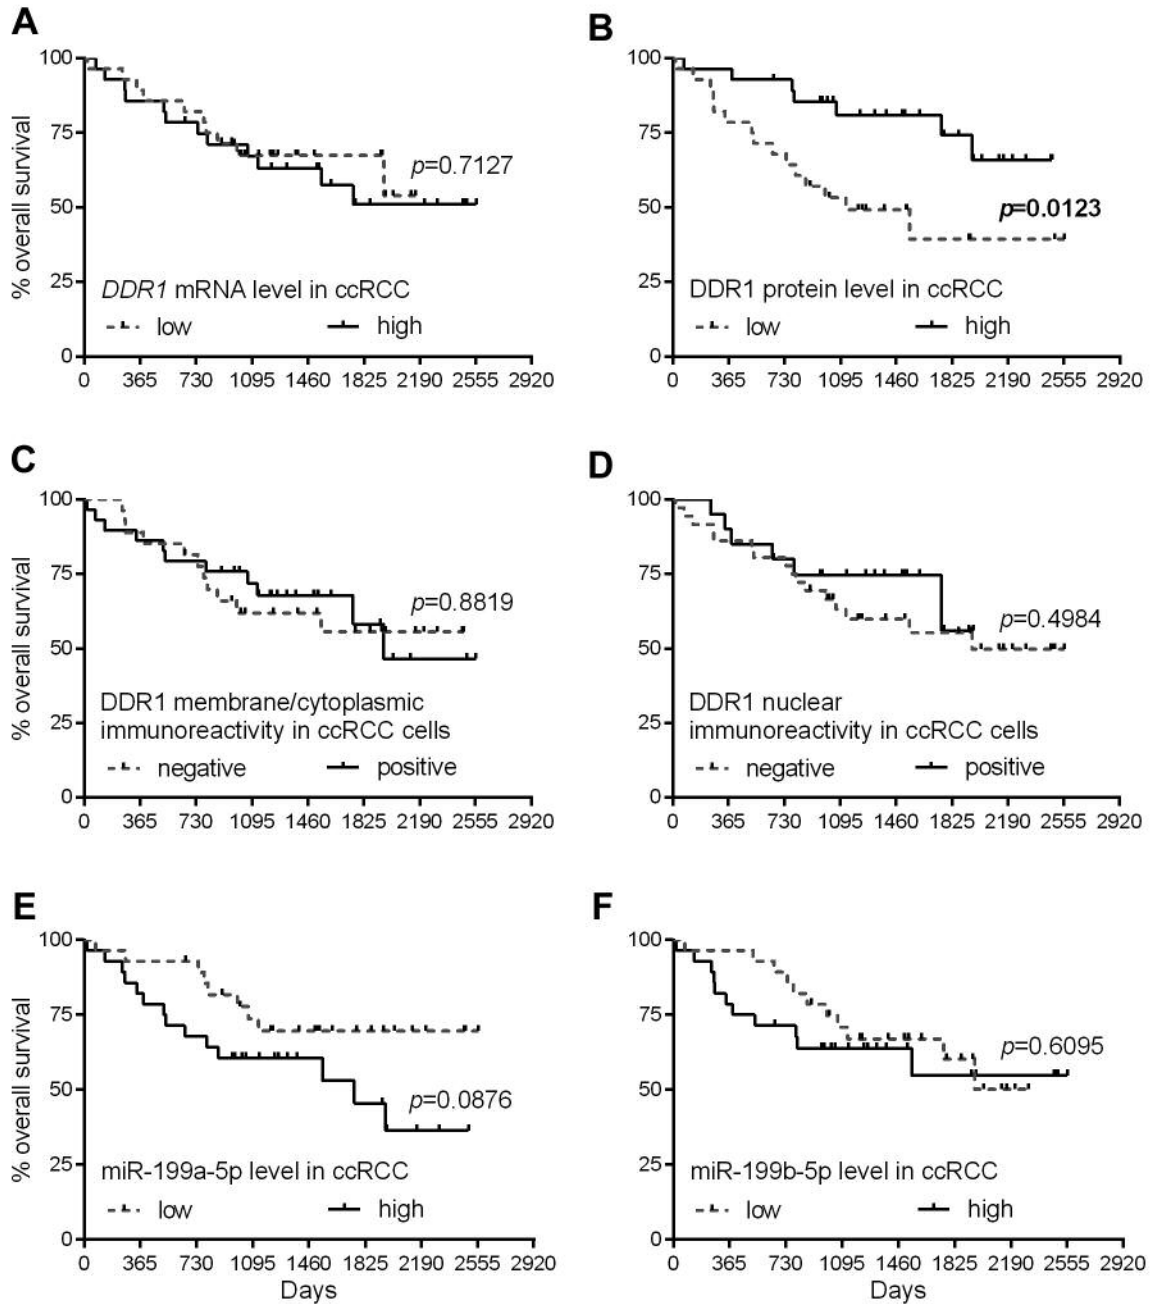 A
100
75
50
25
0
% overall survival
p=0.7127
DDR1 mRNA level in ccRCC
low high
0 365 730 1095 1460 1825 2190 2555 2920
B
100
75
50
25
0
p=0.0123
DDR1 protein level in ccRCC
low high
0 365 730 1095 1460 1825 2190 2555 2920
C
100
75
50
25
0
% overall survival
p=0.8819
DDR1 membrane/cytoplasmic
immunoreactivity in ccRCC cells
negative positive
0 365 730 1095 1460 1825 2190 2555 2920
D
100
75
50
25
0
p=0.4984
DDR1 nuclear
immunoreactivity in ccRCC cells
negative positive
0 365 730 1095 1460 1825 2190 2555 2920
E
100
75
50
25
0
% overall survival
p=0.0876
miR-199a-5p level in ccRCC
low high
0 365 730 1095 1460 1825 2190 2555 2920
Days
F
100
75
50
25
0
p=0.6095
miR-199b-5p level in ccRCC
low high
0 365 730 1095 1460 1825 2190 2555 2920
Days